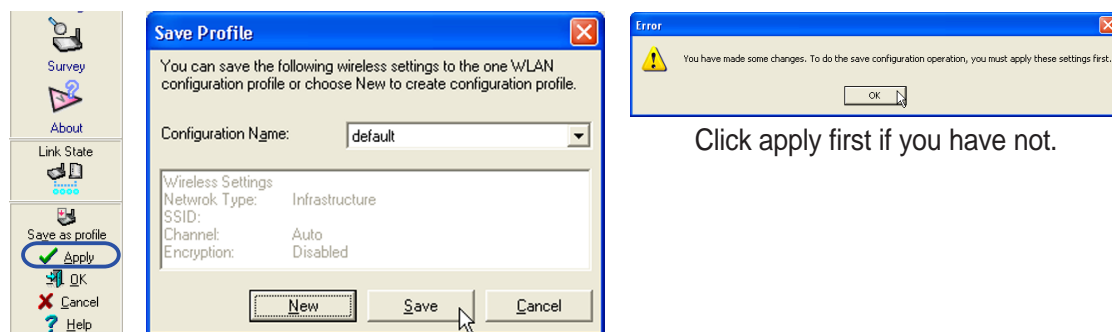 Survey
About
Link State
Save as profile
Apply
OK
Cancel
Help
Save Profile
You can save the following wireless settings to the one WLAN
configuration profile or choose New to create configuration profile.
Configuration Name:
default
Wireless Settings
Netwrok Type: Infrastructure
SSID:
Channel: Auto
Encryption: Disabled
New Save Cancel
Error
You have made some changes. To do the save configuration operation, you must apply these settings first.
OK
Click apply first if you have not.